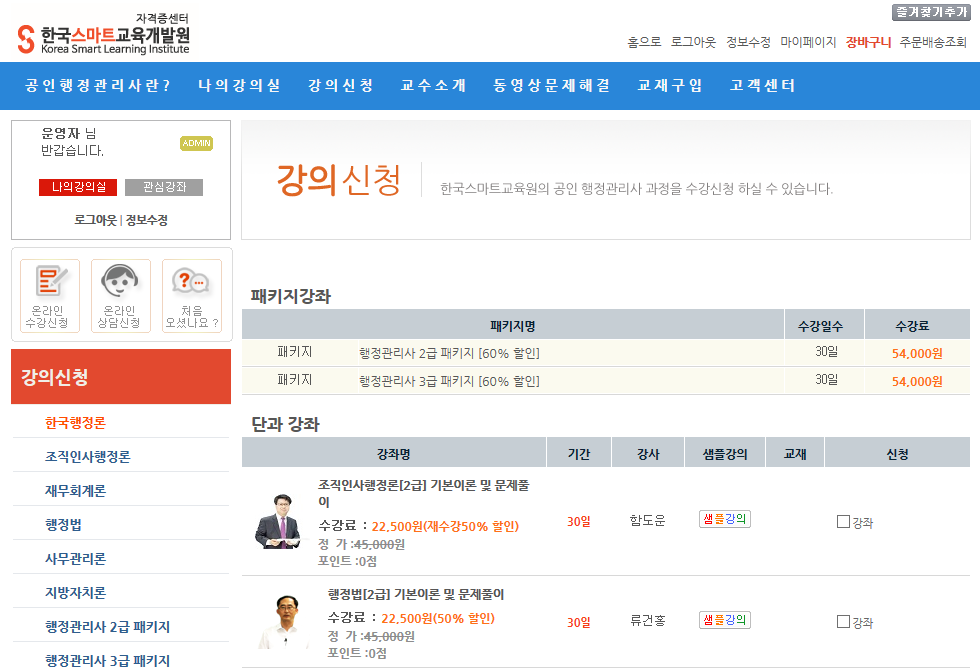 즐겨찾기추가
자격증센터
한국스마트교육개발원
Korea Smart Learning Institute
홈으로 로그아웃 정보수정 마이페이지 장바구니 주문배송조회
공인행정관리사란? 나의강의실 강의신청 교수소개 동영상문제해결 교재구입 고객센터
운영자 님
반갑습니다.
ADMIN
나의강의실 관심강좌
로그아웃 | 정보수정
강의신청
한국스마트교육원의 공인 행정관리사 과정을 수강신청 하실 수 있습니다.
온라인
수강신청
온라인
상담신청
처음
오셨나요 ?
강의신청
한국행정론
조직인사행정론
재무회계론
행정법
사무관리론
지방자치론
행정관리사 2급 패키지
행정관리사 3급 패키지
패키지강좌
패키지명 수강일수 수강료
패키지 행정관리사 2급 패키지 [60% 할인] 30일 54,000원
패키지 행정관리사 3급 패키지 [60% 할인] 30일 54,000원
단과 강좌
강좌명 기간 강사 샘플강의 교재 신청
조직인사행정론[2급] 기본이론 및 문제풀
이
수강료 : 22,500원(재수강50% 할인)
정 가 :45,000원
포인트 :0점
30일 함도운 샘플강의 강좌
행정법[2급] 기본이론 및 문제풀이
수강료 : 22,500원(50% 할인)
정 가 :45,000원
포인트 :0점
30일 류건홍 샘플강의 강좌